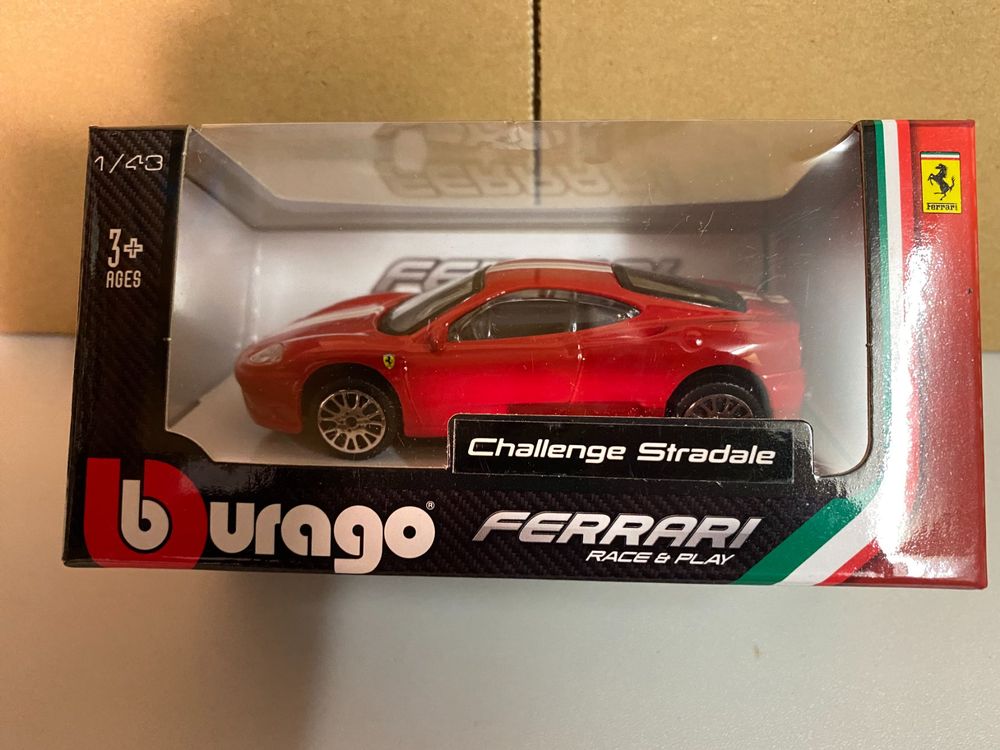 1/43
3+
AGES
Ferrari
Challenge Stradale
burago®
FERRARI
RACE & PLAY